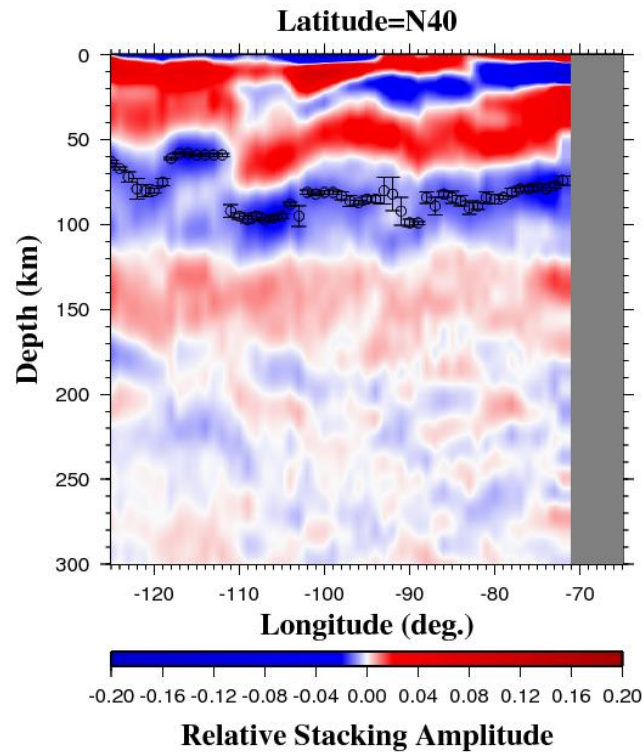 Latitude=N40
0
50
100
150
200
250
300
Depth (km)
-120 -110 -100 -90 -80 -70
Longitude (deg.)
-0.20 -0.16 -0.12 -0.08 -0.04 0.00 0.04 0.08 0.12 0.16 0.20
Relative Stacking Amplitude